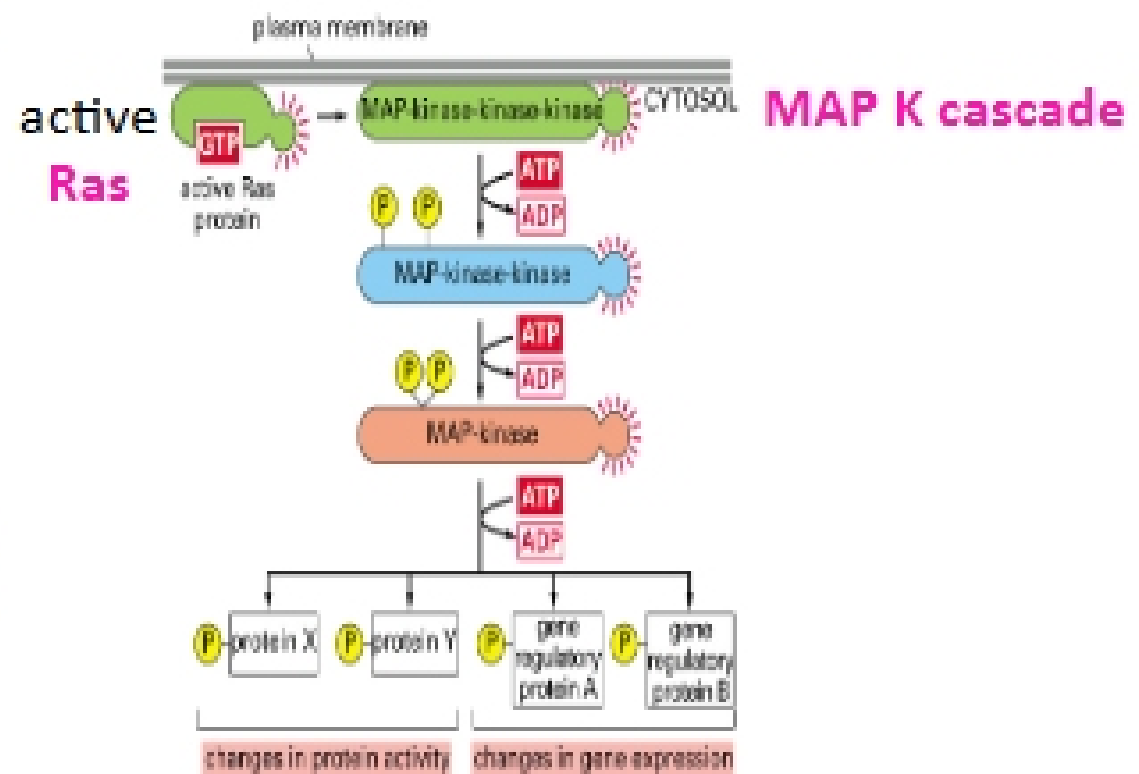 plasma membrane
active
Ras
GTP
active Ras
protein
MAP-kinase-kinase-kinase
CYTOSOL
MAP K cascade
ATP
ADP
P
P
MAP-kinase-kinase
ATP
ADP
P
P
MAP-kinase
ATP
ADP
P
protein X
P
protein Y
P
gene
regulatory
protein A
P
gene
regulatory
protein B
changes in protein activity
changes in gene expression